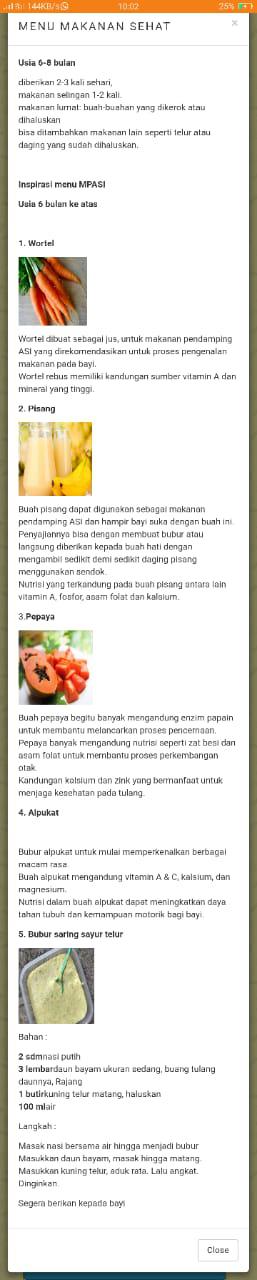 144KB/s
10:02
25%
MENU MAKANAN SEHAT
×
Usia 6-8 bulan
diberikan 2-3 kali sehari,
makanan selingan 1-2 kali.
makanan lumat: buah-buahan yang dikerok atau
dihaluskan
bisa ditambahkan makanan lain seperti telur atau
daging yang sudah dihaluskan.
Inspirasi menu MPASI
Usia 6 bulan ke atas
1. Wortel
Wortel dibuat sebagai jus, untuk makanan pendamping
ASI yang direkomendasikan untuk proses pengenalan
makanan pada bayi.
Wortel rebus memiliki kandungan sumber vitamin A dan
mineral yang tinggi.
2. Pisang
Buah pisang dapat digunakan sebagai makanan
pendamping ASI dan hampir bayi suka dengan buah ini.
Penyajiannya bisa dengan membuat bubur atau
langsung diberikan kepada buah hati dengan
mengambil sedikit demi sedikit daging pisang
menggunakan sendok.
Nutrisi yang terkandung pada buah pisang antara lain
vitamin A, fosfor, asam folat dan kalsium.
3.Pepaya
Buah pepaya begitu banyak mengandung enzim papain
untuk membantu melancarkan proses pencernaan.
Pepaya banyak mengandung nutrisi seperti zat besi dan
asam folat untuk membantu proses perkembangan
otak.
Kandungan kalsium dan zink yang bermanfaat untuk
menjaga kesehatan pada tulang.
4. Alpukat
Bubur alpukat untuk mulai memperkenalkan berbagai
macam rasa
Buah alpukat mengandung vitamin A & C, kalsium, dan
magnesium.
Nutrisi dalam buah alpukat dapat meningkatkan daya
tahan tubuh dan kemampuan motorik bagi bayi.
5. Bubur saring sayur telur
Bahan :
2 sdmnasi putih
3 lembardaun bayam ukuran sedang, buang tulang
daunnya, Rajang
1 butirkuning telur matang, haluskan
100 mlair
Langkah :
Masak nasi bersama air hingga menjadi bubur
Masukkan daun bayam, masak hingga matang.
Masukkan kuning telur, aduk rata. Lalu angkat.
Dinginkan.
Segera berikan kepada bayi
Close